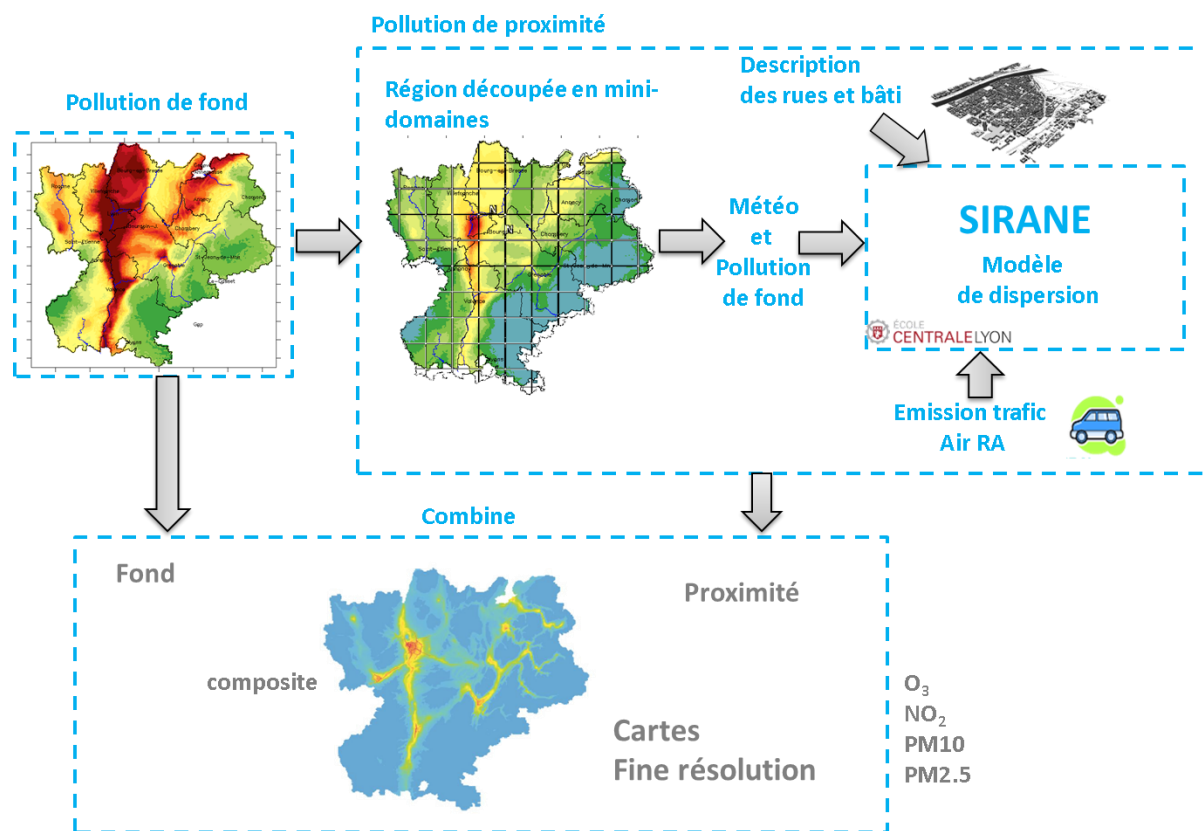 Pollution de proximité
Pollution de fond
Région découpée en mini-
domaines
Description
des rues et bâti
Météo
et
Pollution
de fond
SIRANE
Modèle
de dispersion
ÉCOLE
CENTRALELYON
Emission trafic
Air RA
Combine
Fond
Proximité
composite
Cartes
Fine résolution
O₃
NO₂
PM10
PM2.5